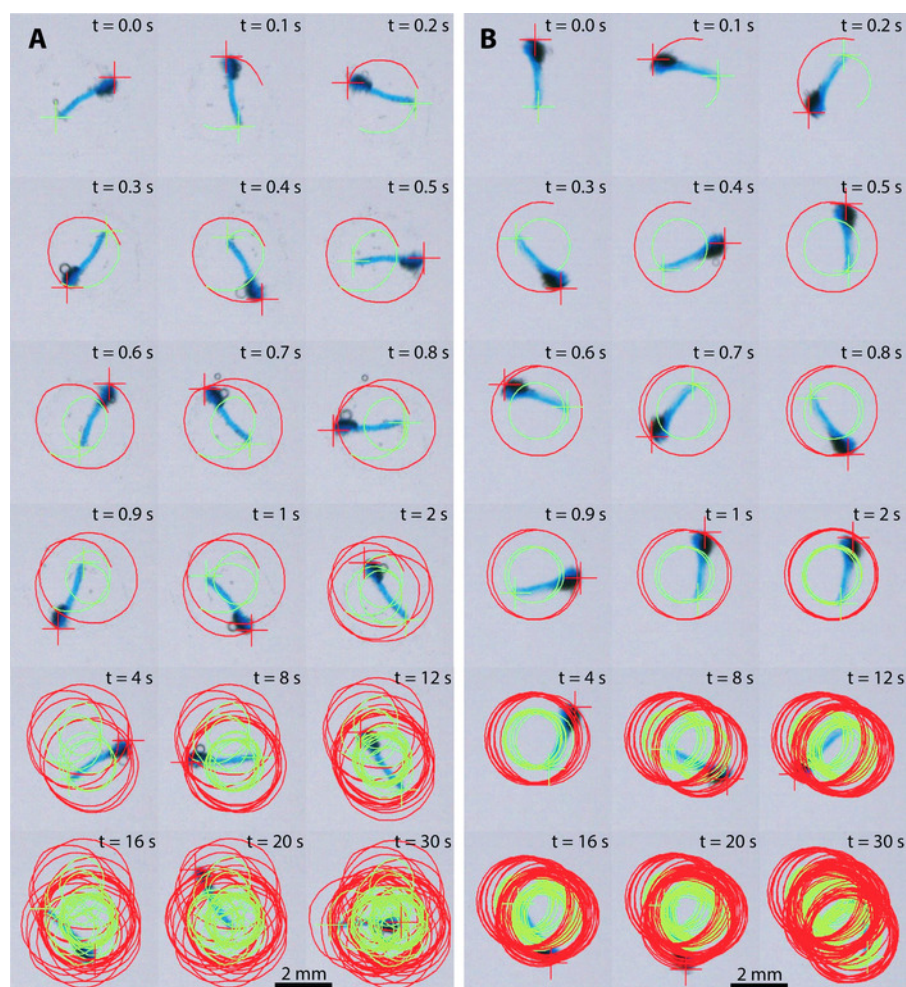 A
t = 0.0 s
t = 0.1 s
t = 0.2 s
t = 0.3 s
t = 0.4 s
t = 0.5 s
t = 0.6 s
t = 0.7 s
t = 0.8 s
t = 0.9 s
t = 1 s
t = 2 s
t = 4 s
t = 8 s
t = 12 s
t = 16 s
t = 20 s
t = 30 s
2 mm
B
t = 0.0 s
t = 0.1 s
t = 0.2 s
t = 0.3 s
t = 0.4 s
t = 0.5 s
t = 0.6 s
t = 0.7 s
t = 0.8 s
t = 0.9 s
t = 1 s
t = 2 s
t = 4 s
t = 8 s
t = 12 s
t = 16 s
t = 20 s
t = 30 s
2 mm